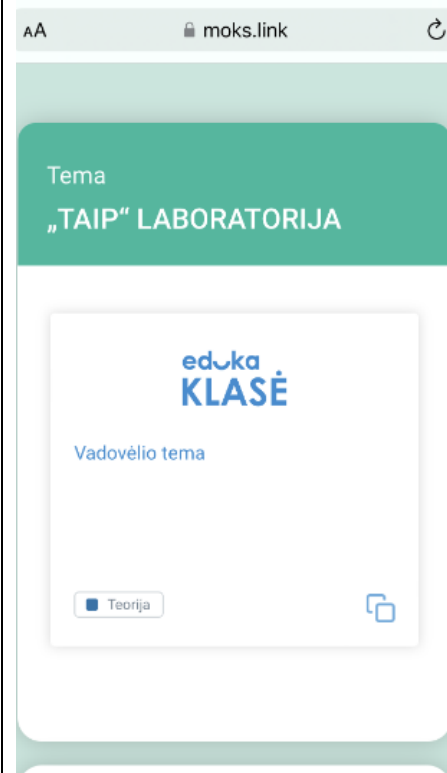 AA
moks.link
Tema
„TAIP“ LABORATORIJA
eduka
KLASĖ
Vadovėlio tema
Teorija